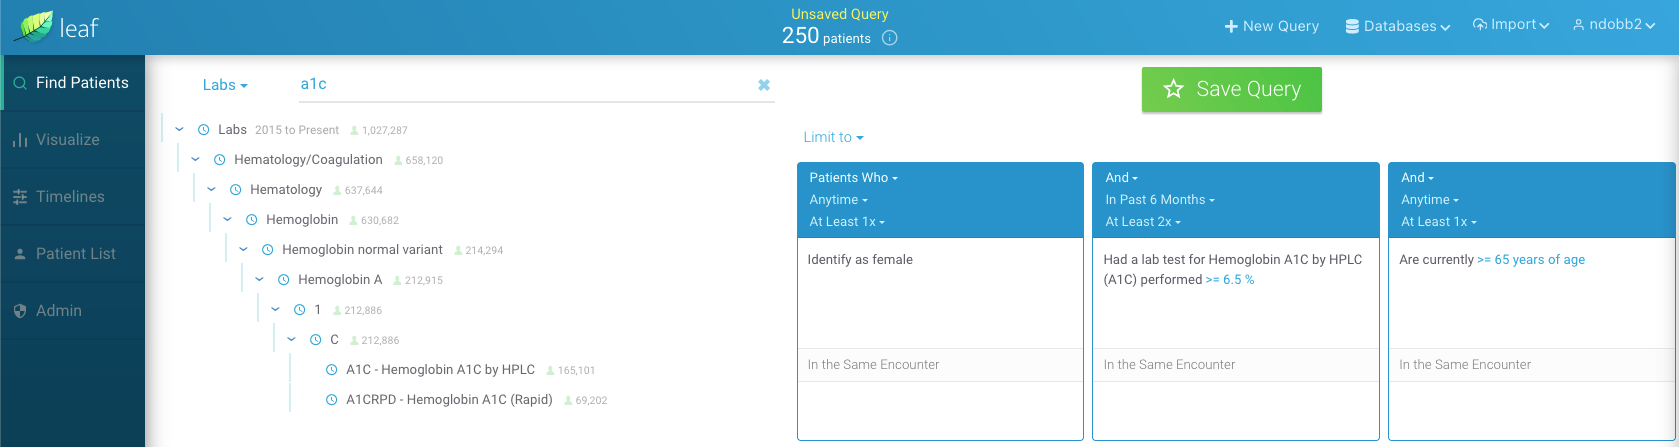 leaf
Unsaved Query
250 patients
New Query
Databases
Import
ndobb2
Find Patients
Visualize
Timelines
Patient List
Admin
Labs
a1c
Labs 2015 to Present 1,027,287
Hematology/Coagulation 658,120
Hematology 637,644
Hemoglobin 630,682
Hemoglobin normal variant 214,294
Hemoglobin A 212,915
1 212,886
C 212,886
A1C - Hemoglobin A1C by HPLC 165,101
A1CRPD - Hemoglobin A1C (Rapid) 69,202
Save Query
Limit to
Patients Who
Anytime
At Least 1x
Identify as female
In the Same Encounter
And
In Past 6 Months
At Least 2x
Had a lab test for Hemoglobin A1C by HPLC
(A1C) performed >= 6.5 %
In the Same Encounter
And
Anytime
At Least 1x
Are currently >= 65 years of age
In the Same Encounter